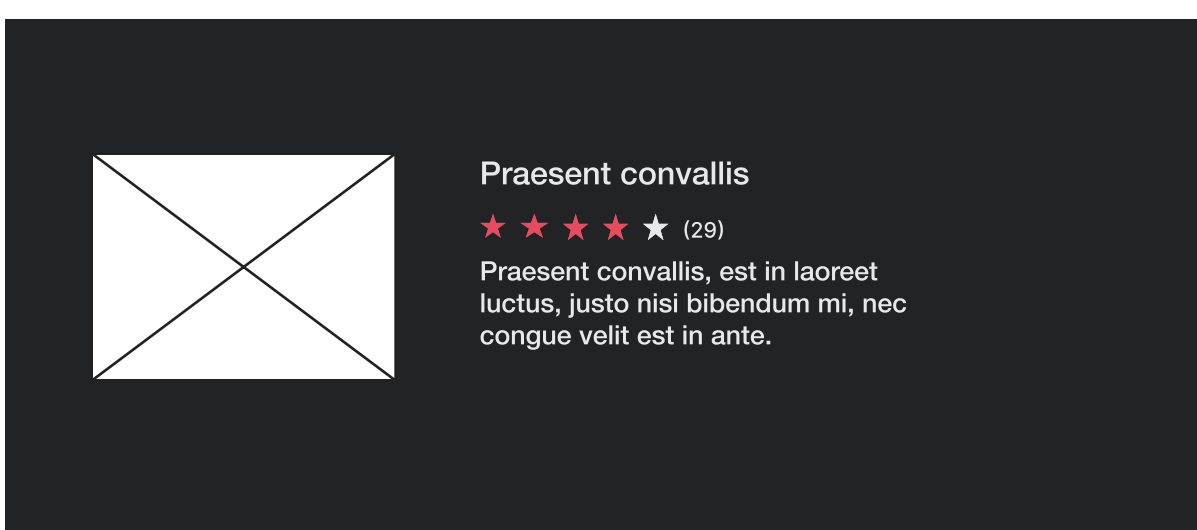 Praesent convallis
(29)
Praesent convallis, est in laoreet
luctus, justo nisi bibendum mi, nec
congue velit est in ante.